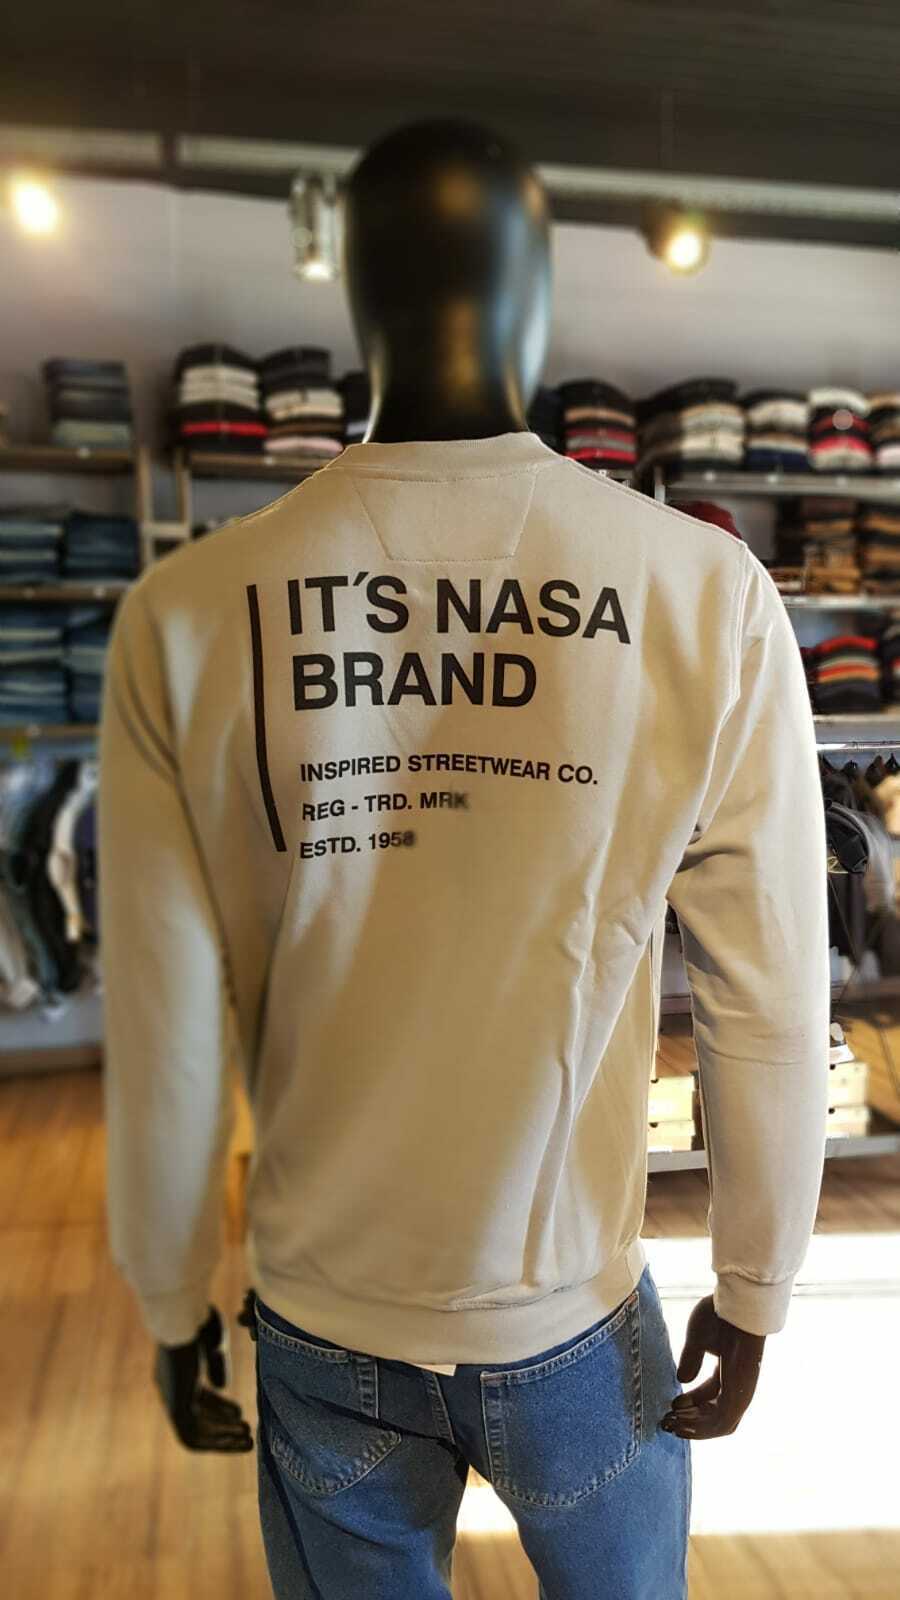 IT´S NASA
BRAND
INSPIRED STREETWEAR CO.
REG - TRD. MRK
ESTD. 1958